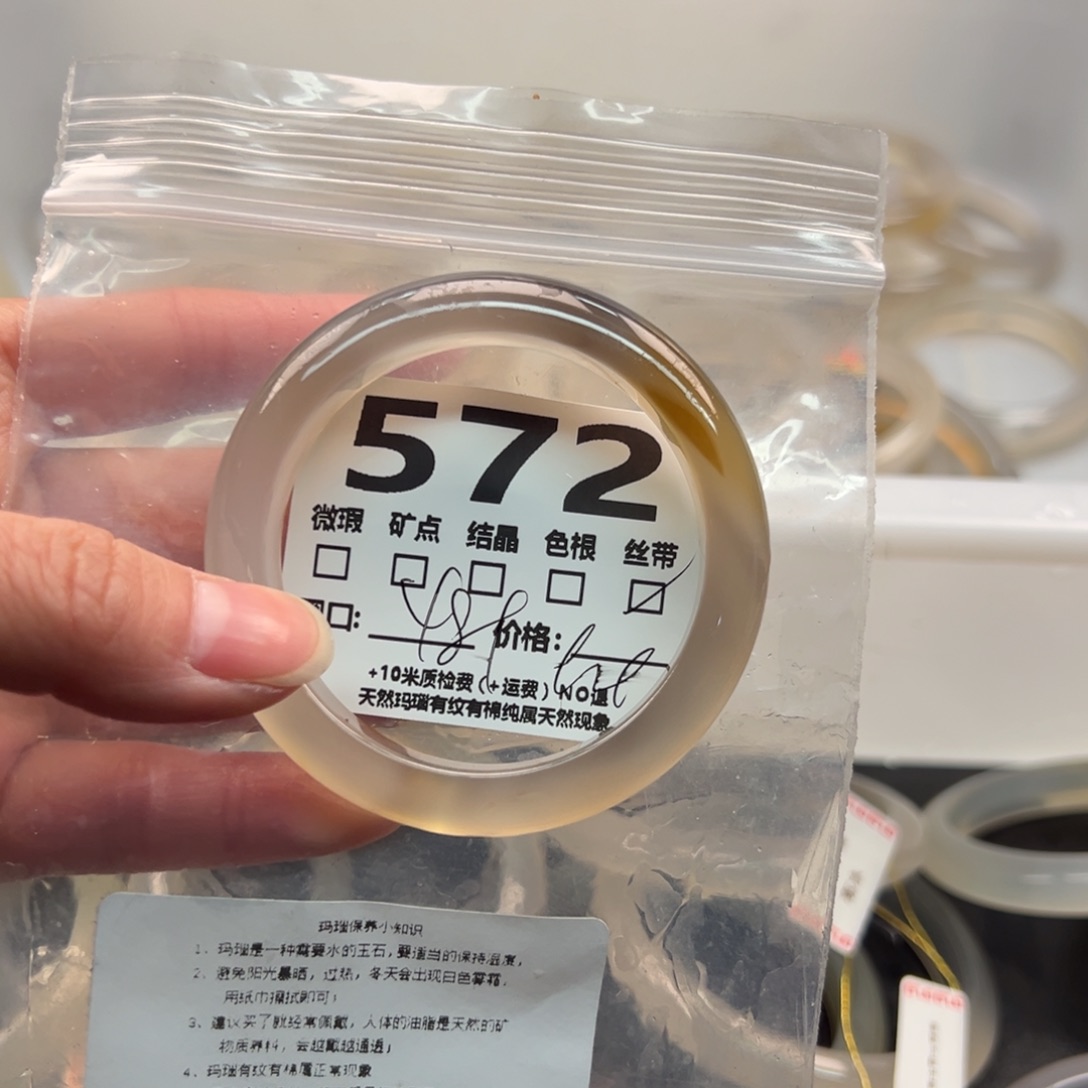 572
微瑕 矿点 结晶 色根 丝带
口: 价格:
+10米质检费(+运费)NO退
天然玛瑙有纹有棉纯属天然现象
玛瑙保养小知识
1、玛瑙是一种需要水的玉石,要适当的保持温度,
2、避免阳光暴晒,过热,冬天会出现白色雾霜,
用纸巾擦拭即可;
3、建议买了就经常佩戴,人体的油脂是天然的矿
物质养料,会越戴越通透;
4、玛瑙有纹有棉属正常现象